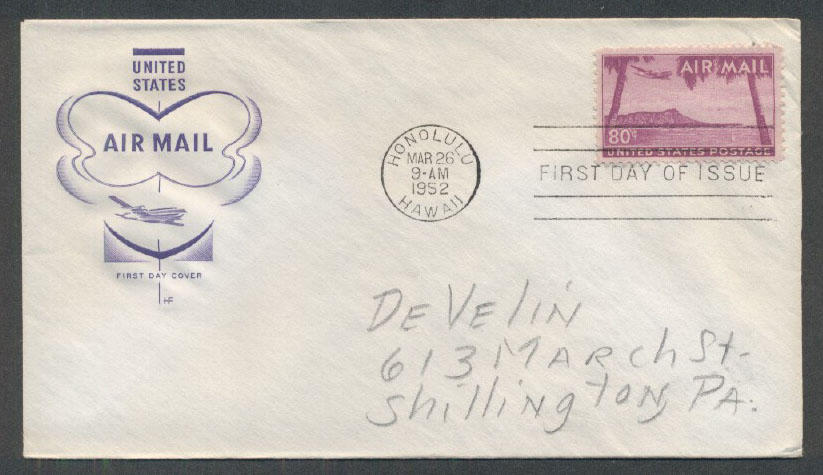 UNITED
STATES
AIR MAIL
FIRST DAY COVER
HF
HONOLULU
MAR 26
9-AM
1952
HAWAII
AIR MAIL
80¢
UNITED STATES POSTAGE
FIRST DAY OF ISSUE
DeVelin
613 March St.
Shillington, PA.